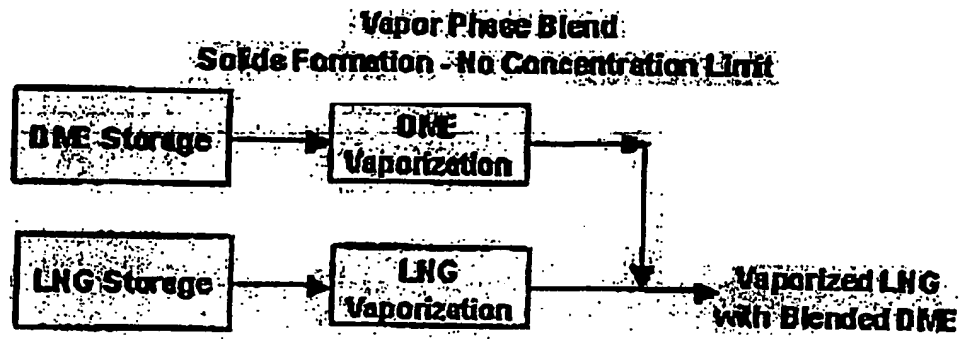 Vapor Phase Blend
Solids Formation - No Concentration Limit
DME Storage
DME
Vaporization
LNG Storage
LNG
Vaporization
Vaporized LNG
with Blended DME